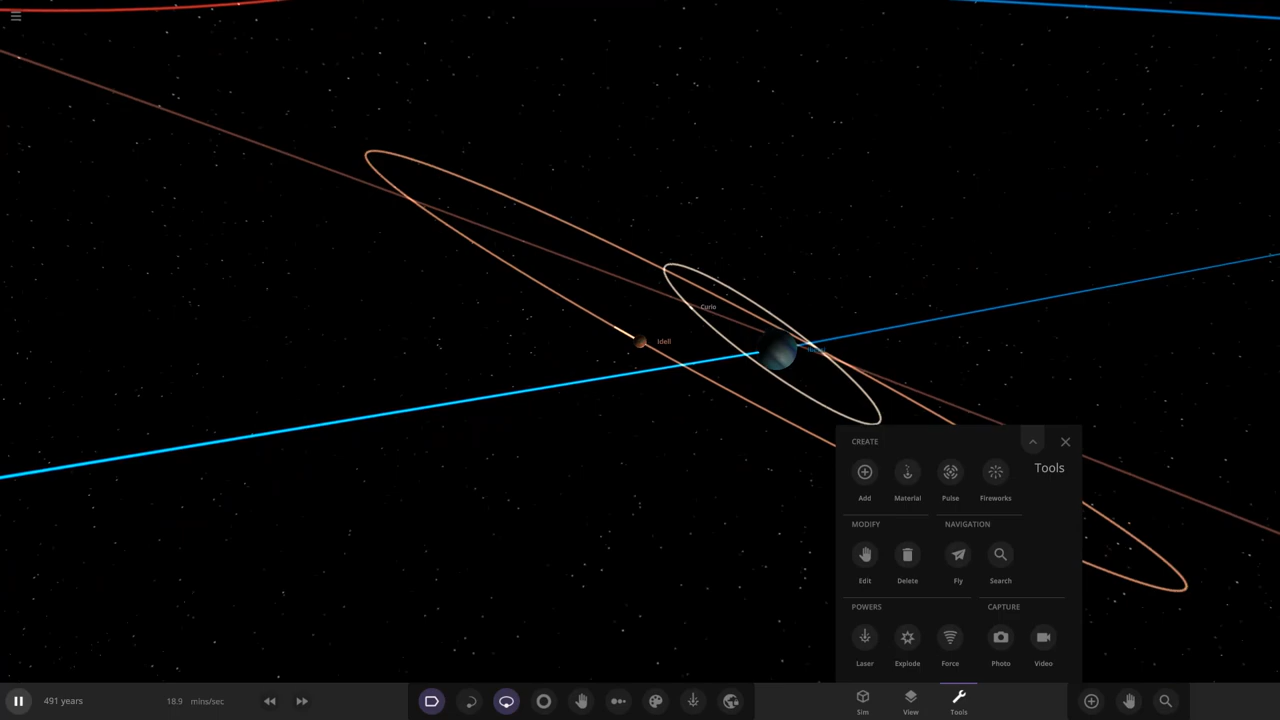 Curlo
Idell
CREATE
Tools
Add
Material
Pulse
Fireworks
MODIFY
NAVIGATION
Edit
Delete
Fly
Search
POWERS
CAPTURE
Laser
Explode
Force
Photo
Video
491 years
18.9 mins/sec
Sim
View
Tools